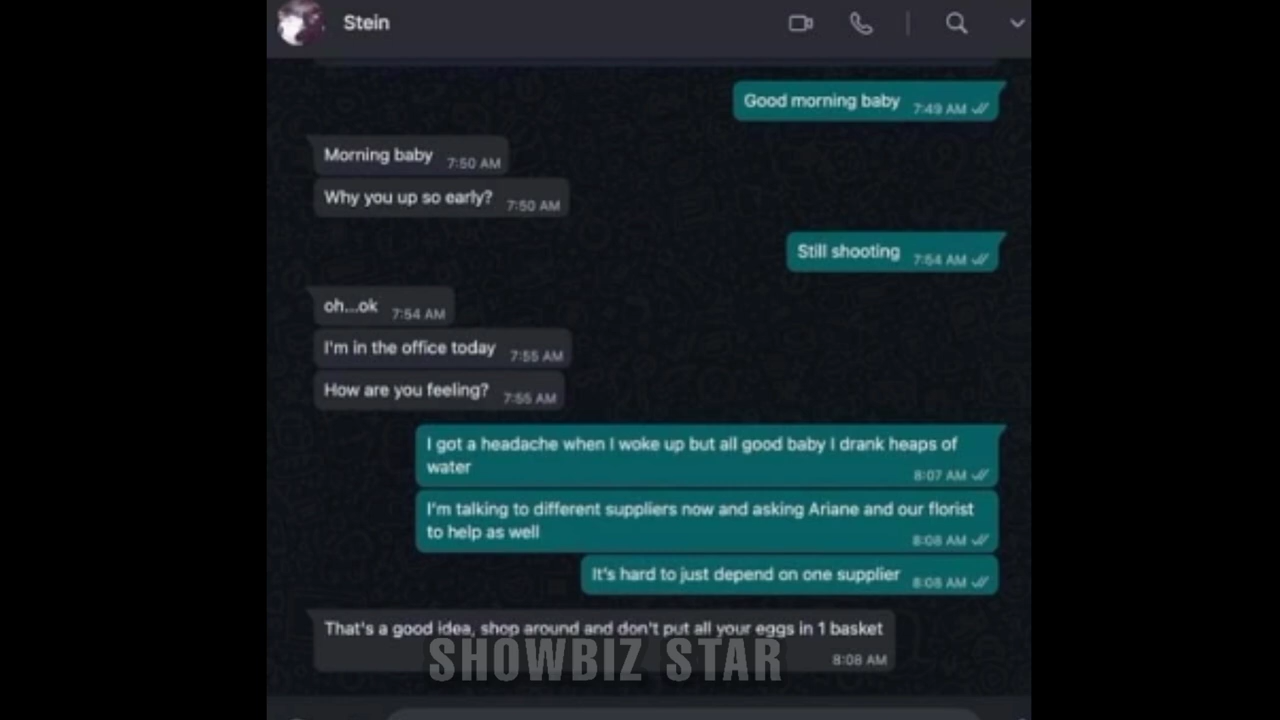 Stein
Good morning baby 7:49 AM
Morning baby 7:50 AM
Why you up so early? 7:50 AM
Still shooting 7:54 AM
oh...ok 7:54 AM
I'm in the office today 7:55 AM
How are you feeling? 7:55 AM
I got a headache when I woke up but all good baby I drank heaps of
water 8:07 AM
I'm talking to different suppliers now and asking Ariane and our florist
to help as well 8:08 AM
It's hard to just depend on one supplier 8:08 AM
That's a good idea, shop around and don't put all your eggs in 1 basket
8:08 AM
SHOWBIZ STAR